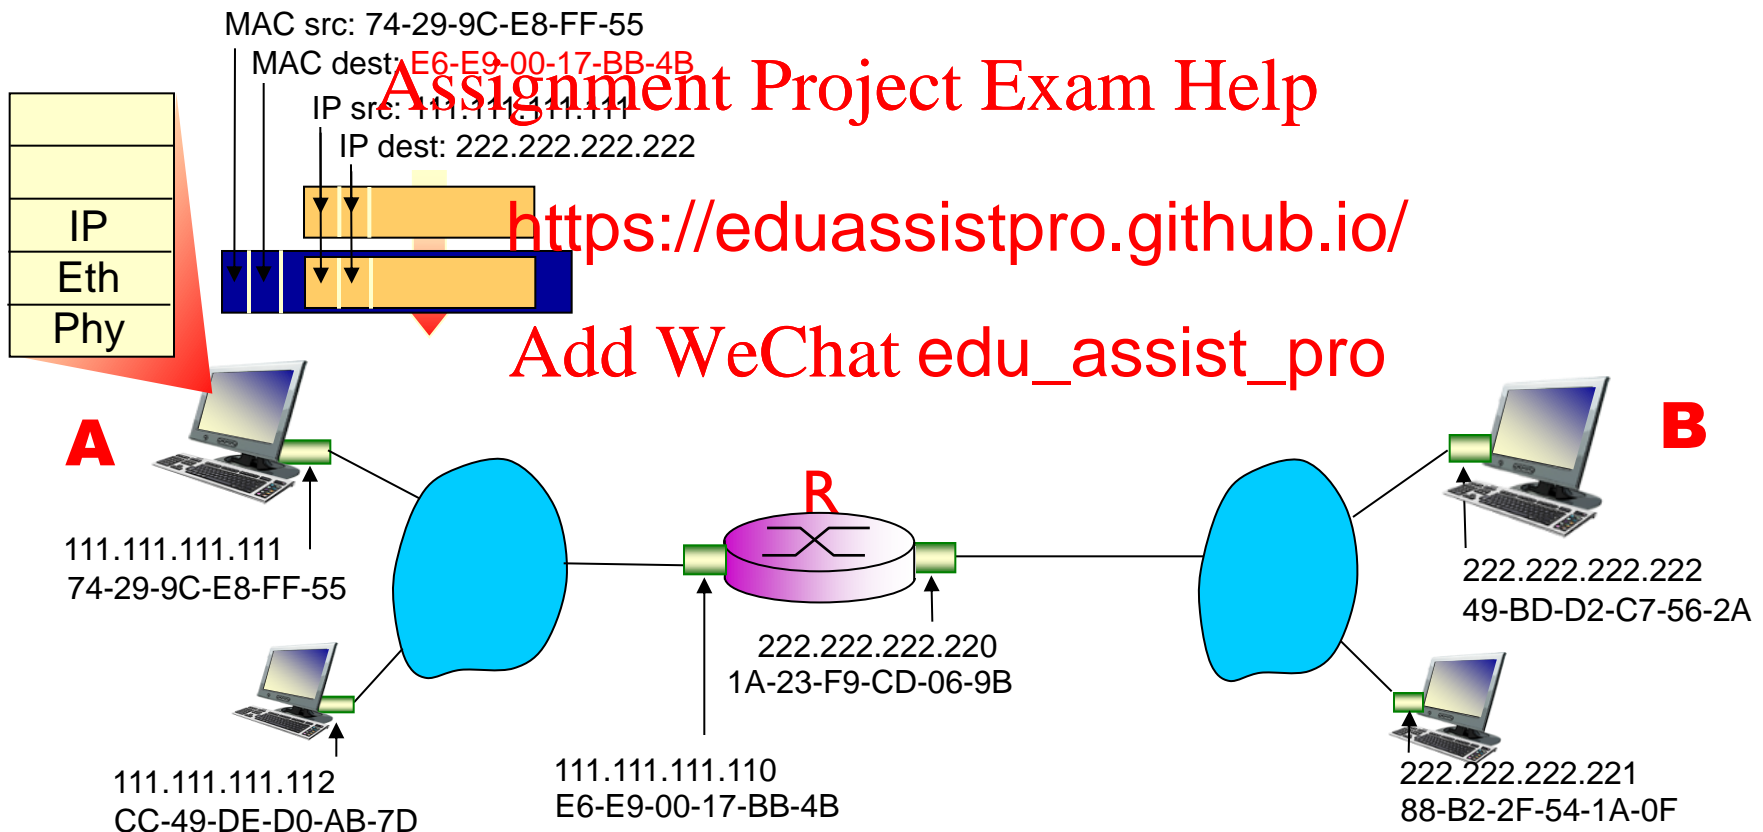 MAC src: 74-29-9C-E8-FF-55
MAC dest: E6-E9-00-17-BB-4B
Assignment Project Exam Help
IP src: 111.111.111.111
IP dest: 222.222.222.222
https://eduassistpro.github.io/
IP
Eth
Phy
Add WeChat edu_assist_pro
A
B
R
111.111.111.111
74-29-9C-E8-FF-55
222.222.222.222
49-BD-D2-C7-56-2A
222.222.222.220
1A-23-F9-CD-06-9B
111.111.111.112
CC-49-DE-D0-AB-7D
111.111.111.110
E6-E9-00-17-BB-4B
222.222.222.221
88-B2-2F-54-1A-0F